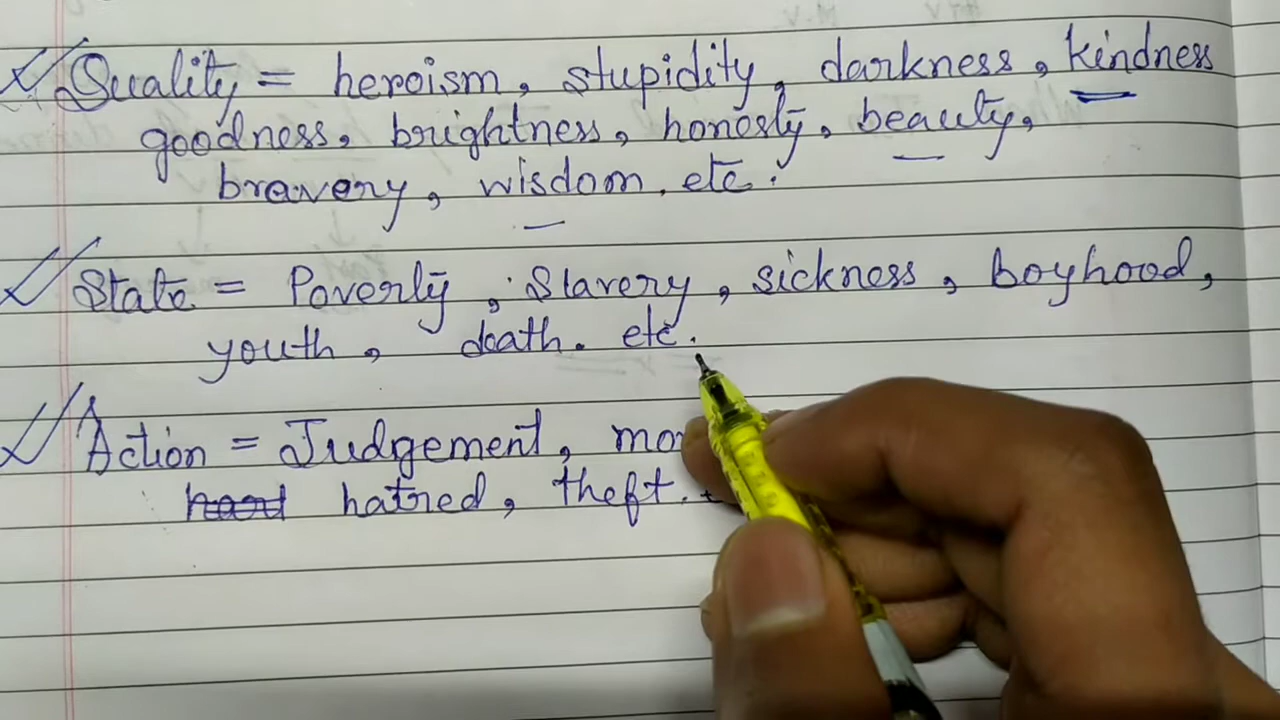 Quality = heroism, stupidity, darkness, kindness
goodness, brightness, honesty, beauty,
bravery, wisdom, etc.
State = Poverty, Slavery, sickness, boyhood,
youth, death. etc.
Action = Judgement,
hatred, theft.